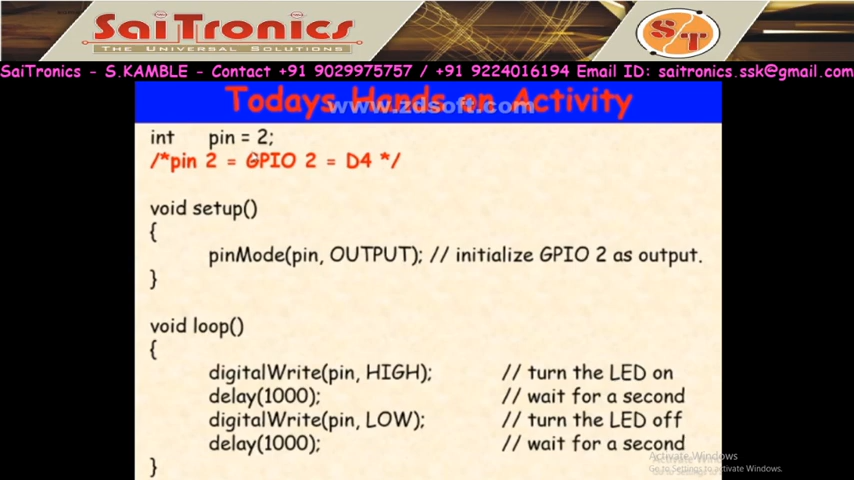 SaiTronics
THE UNIVERSAL SOLUTIONS
ST
SaiTronics - S.KAMBLE - Contact +91 9029975757 / +91 9224016194 Email ID: saitronics.ssk@gmail.com
Todays Hands on Activity
www.zdsoft.com
int pin = 2;
/*pin 2 = GPIO 2 = D4 */
void setup()
{
pinMode(pin, OUTPUT); // initialize GPIO 2 as output.
}
void loop()
{
digitalWrite(pin, HIGH); // turn the LED on
delay(1000); // wait for a second
digitalWrite(pin, LOW); // turn the LED off
delay(1000); // wait for a second
}
Activate Windows
Go to Settings to activate Windows.